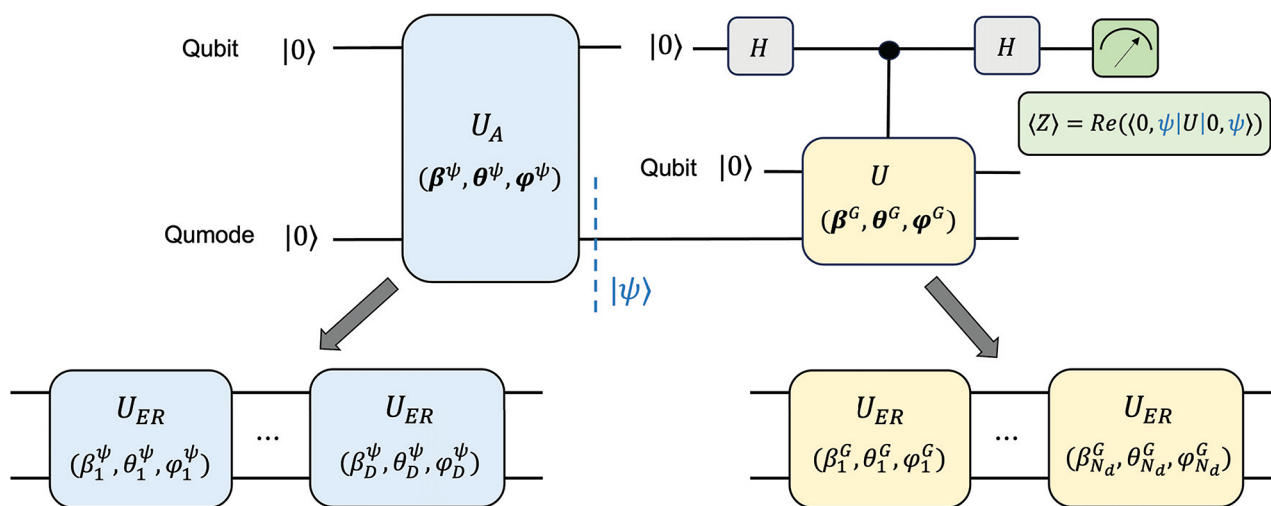 Qubit |0⟩
U_A
(β^ψ, θ^ψ, φ^ψ)
Qumode |0⟩
|ψ⟩
|0⟩ H H
⟨Z⟩ = Re(⟨0, ψ|U|0, ψ⟩)
Qubit |0⟩
U
(β^G, θ^G, φ^G)
U_ER
(β_1^ψ, θ_1^ψ, φ_1^ψ)
...
U_ER
(β_D^ψ, θ_D^ψ, φ_D^ψ)
U_ER
(β_1^G, θ_1^G, φ_1^G)
...
U_ER
(β_{N_d}^G, θ_{N_d}^G, φ_{N_d}^G)